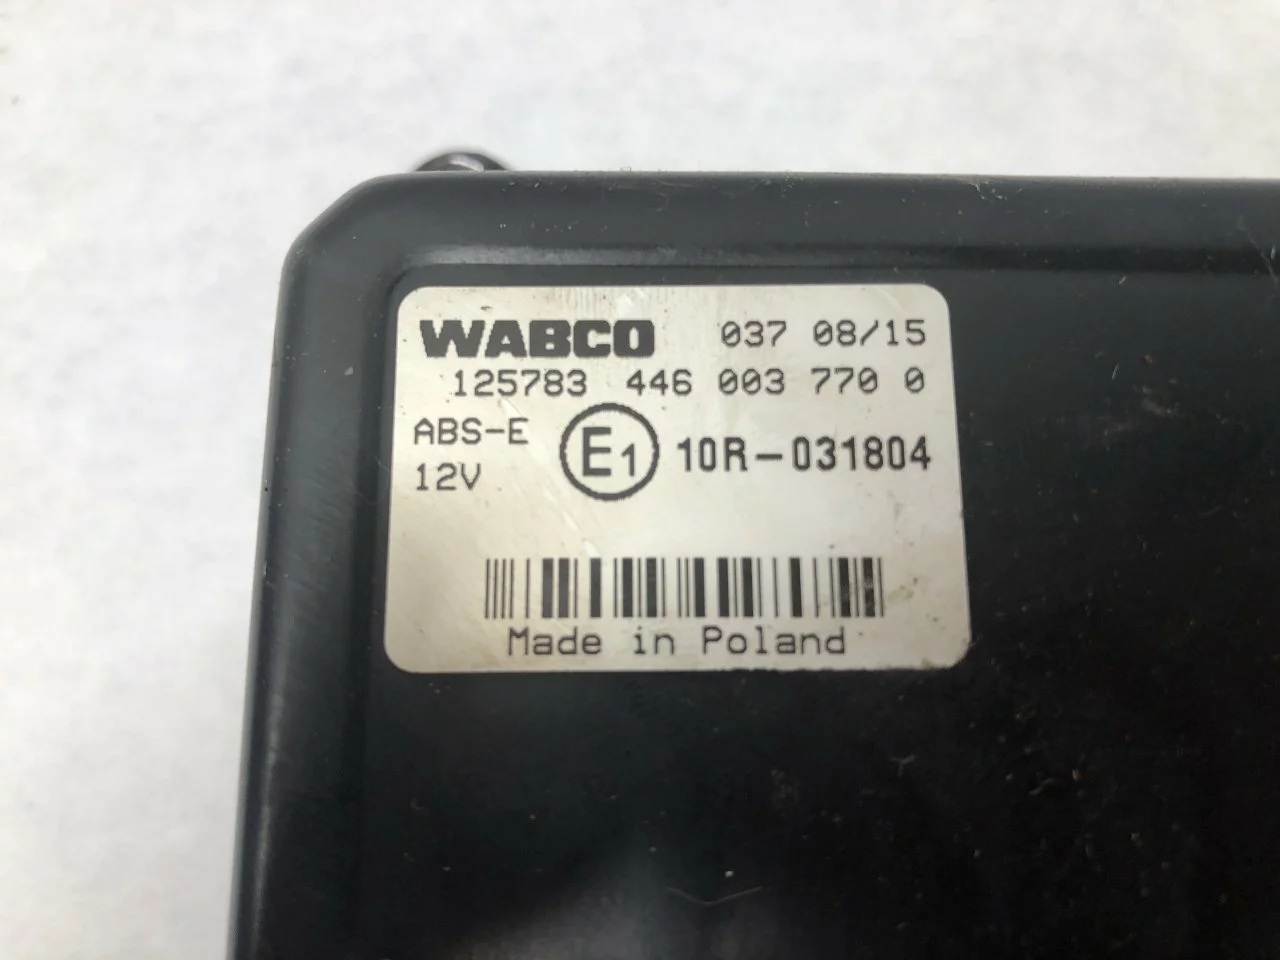 WABCO 037 08/15
125783 446 003 770 0
ABS-E
12V
E1 10R-031804
Made in Poland